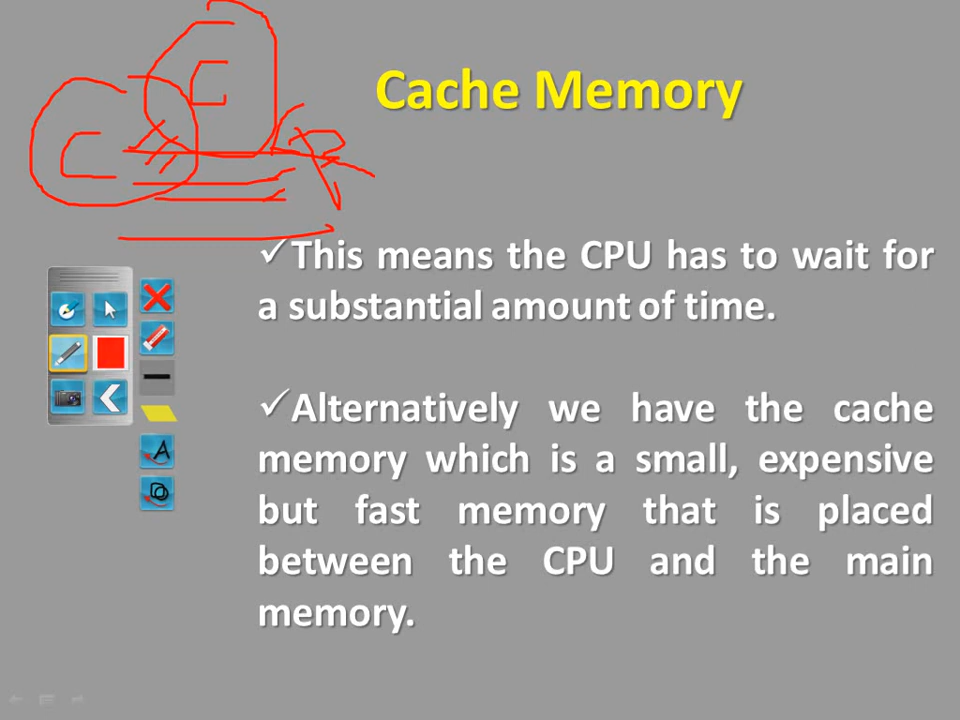 C
C
R
Cache Memory
✓This means the CPU has to wait for
a substantial amount of time.
✓Alternatively we have the cache
memory which is a small, expensive
but fast memory that is placed
between the CPU and the main
memory.
A